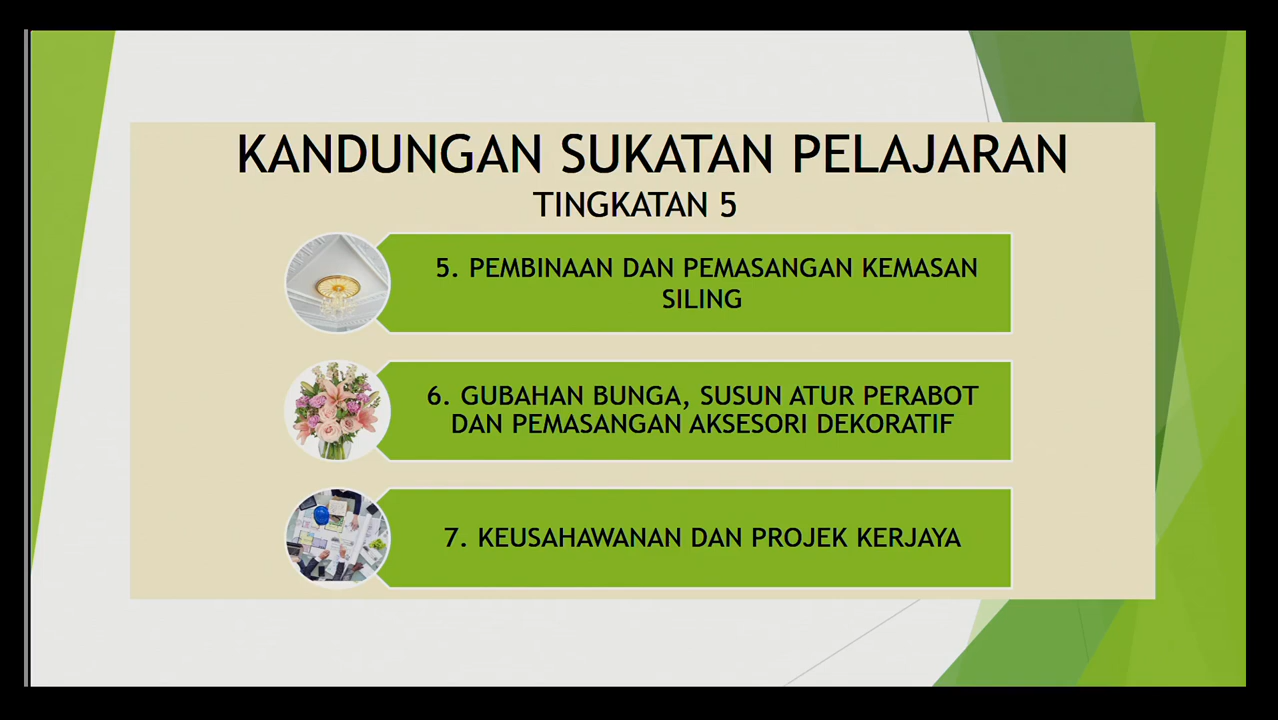 KANDUNGAN SUKATAN PELAJARAN
TINGKATAN 5
5. PEMBINAAN DAN PEMASANGAN KEMASAN
SILING
6. GUBAHAN BUNGA, SUSUN ATUR PERABOT
DAN PEMASANGAN AKSESORI DEKORATIF
7. KEUSAHAWANAN DAN PROJEK KERJAYA